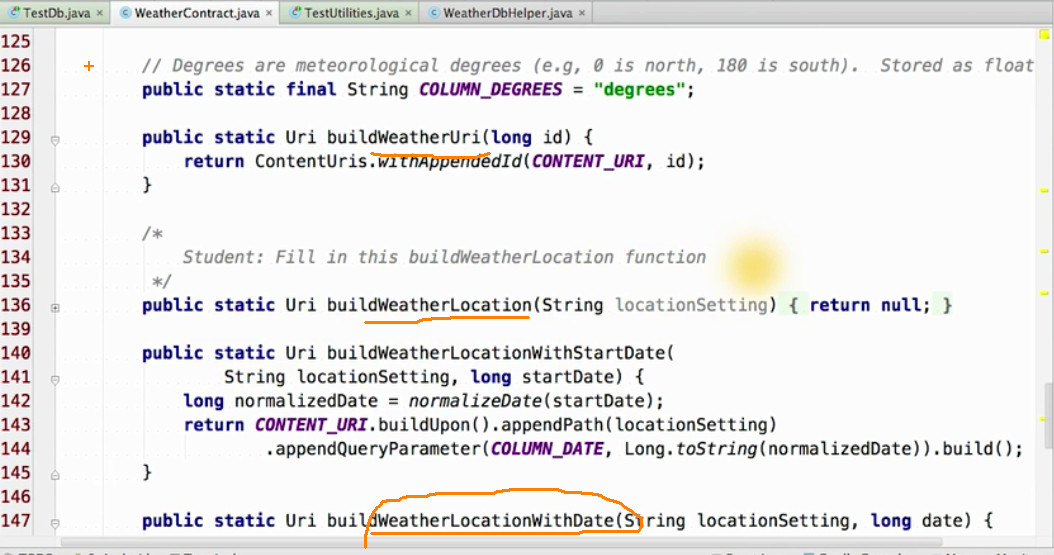 TestDb.java × WeatherContract.java × TestUtilities.java × WeatherDbHelper.java ×
125
126 // Degrees are meteorological degrees (e.g, 0 is north, 180 is south).  Stored as float
127 public static final String COLUMN_DEGREES = "degrees";
128
129 public static Uri buildWeatherUri(long id) {
130 return ContentUris.withAppendedId(CONTENT_URI, id);
131 }
132
133 /*
134 Student: Fill in this buildWeatherLocation function
135 */
136 public static Uri buildWeatherLocation(String locationSetting) { return null; }
139
140 public static Uri buildWeatherLocationWithStartDate(
141 String locationSetting, long startDate) {
142 long normalizedDate = normalizeDate(startDate);
143 return CONTENT_URI.buildUpon().appendPath(locationSetting)
144 .appendQueryParameter(COLUMN_DATE, Long.toString(normalizedDate)).build();
145 }
146
147 public static Uri buildWeatherLocationWithDate(String locationSetting, long date) {